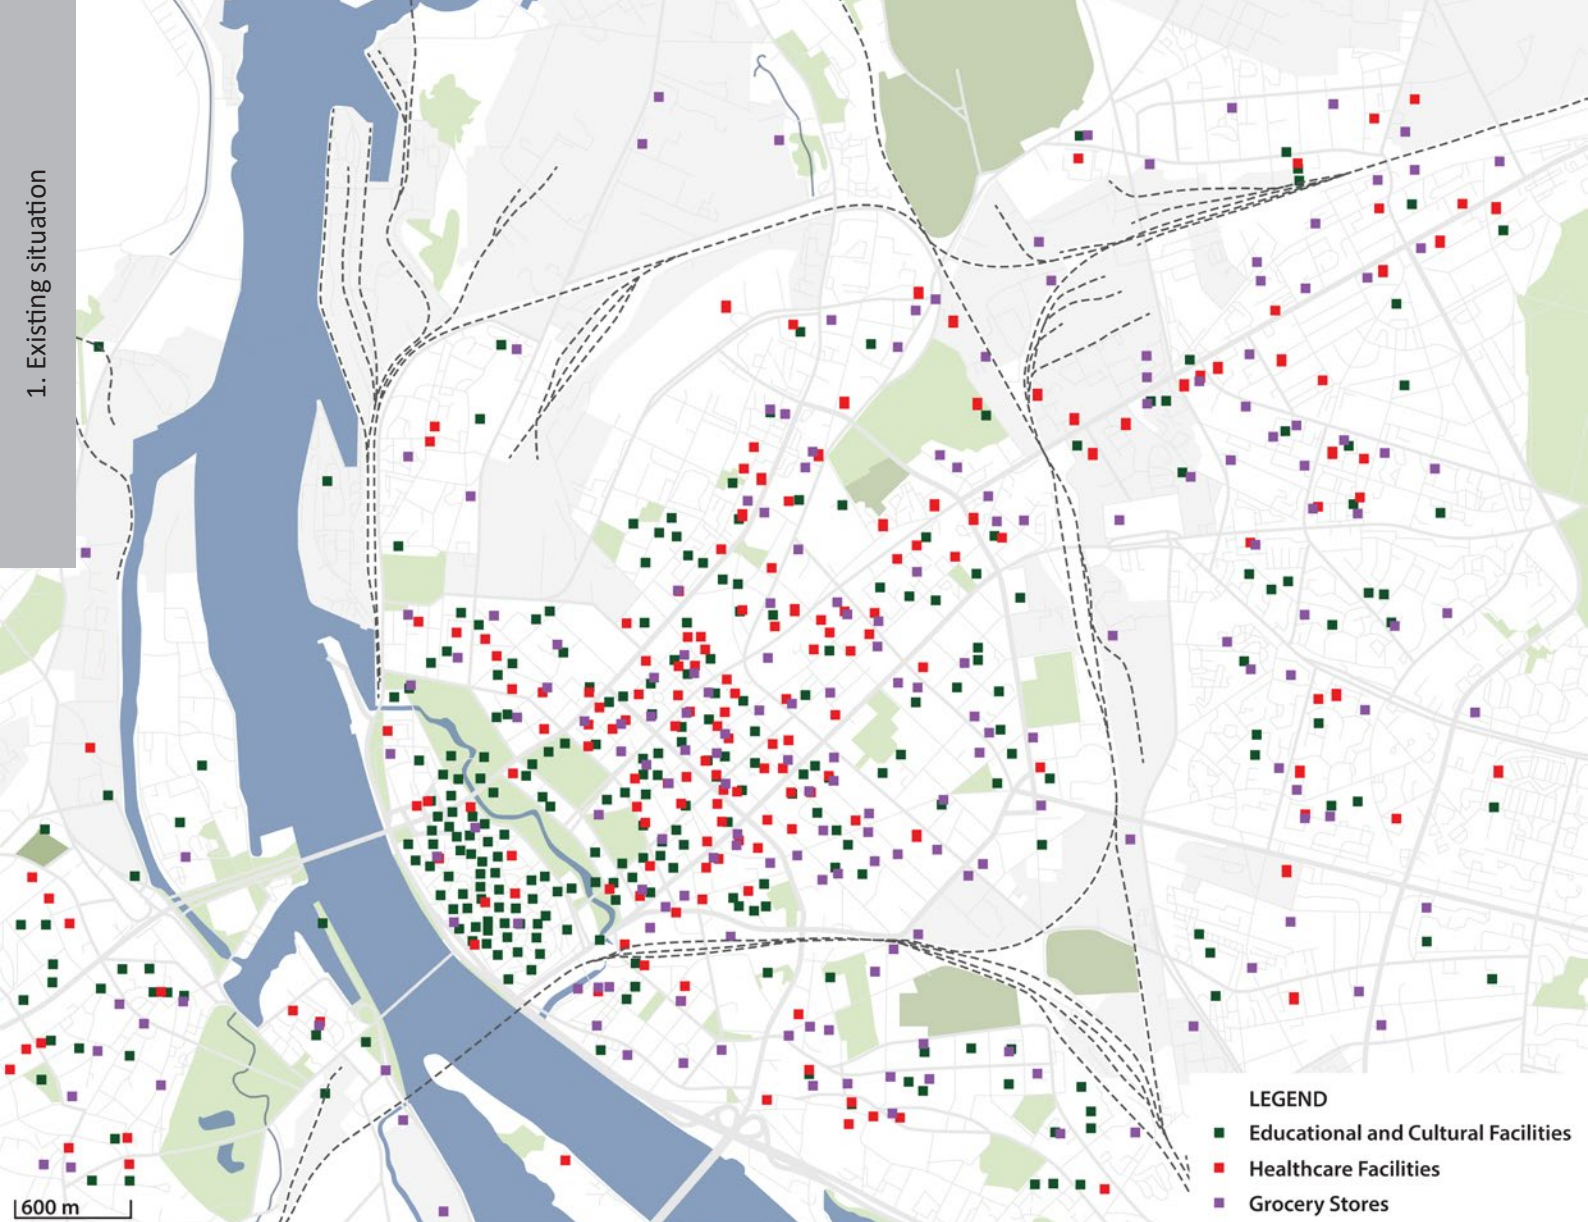 1. Existing situation
LEGEND
Educational and Cultural Facilities
Healthcare Facilities
Grocery Stores
600 m